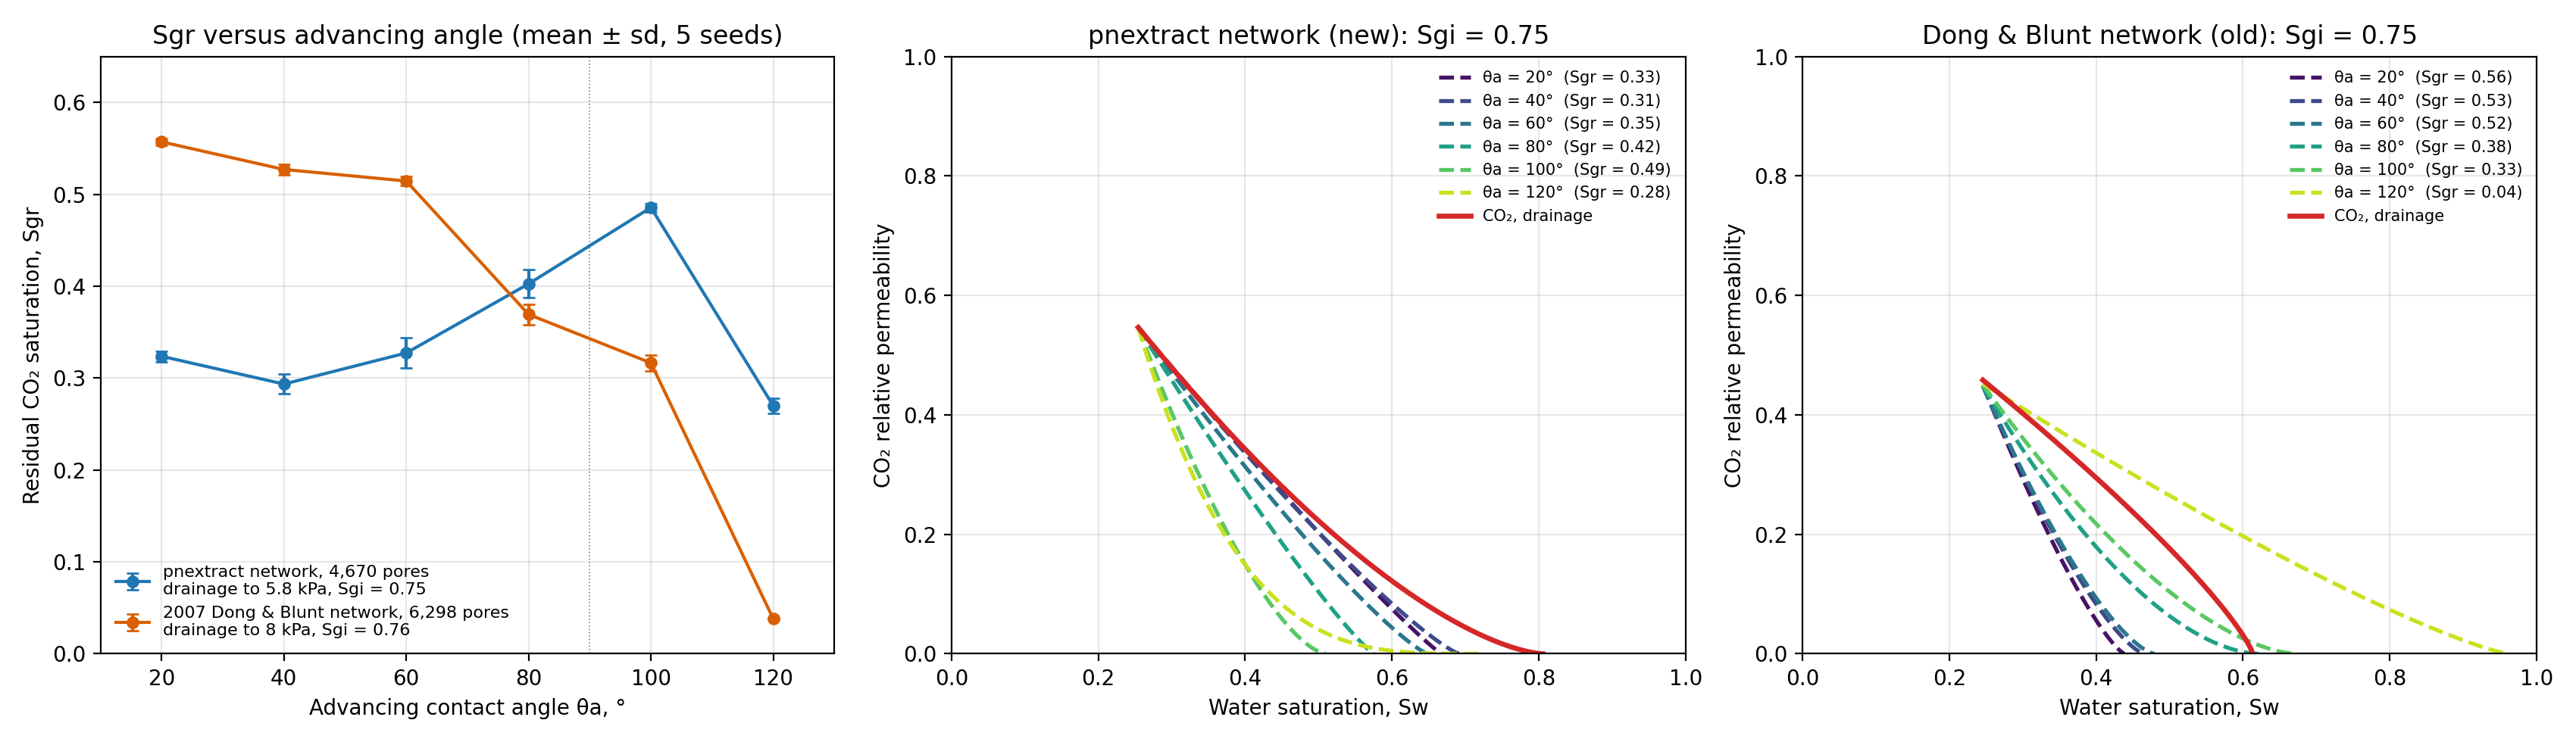 Sgr versus advancing angle (mean ± sd, 5 seeds)
Residual CO₂ saturation, Sgr
0.6
0.5
0.4
0.3
0.2
0.1
0.0
pnextract network, 4,670 pores
drainage to 5.8 kPa, Sgi = 0.75
2007 Dong & Blunt network, 6,298 pores
drainage to 8 kPa, Sgi = 0.76
20 40 60 80 100 120
Advancing contact angle θa, °
pnextract network (new): Sgi = 0.75
CO₂ relative permeability
1.0
0.8
0.6
0.4
0.2
0.0
θa = 20° (Sgr = 0.33)
θa = 40° (Sgr = 0.31)
θa = 60° (Sgr = 0.35)
θa = 80° (Sgr = 0.42)
θa = 100° (Sgr = 0.49)
θa = 120° (Sgr = 0.28)
CO₂, drainage
0.0 0.2 0.4 0.6 0.8 1.0
Water saturation, Sw
Dong & Blunt network (old): Sgi = 0.75
CO₂ relative permeability
1.0
0.8
0.6
0.4
0.2
0.0
θa = 20° (Sgr = 0.56)
θa = 40° (Sgr = 0.53)
θa = 60° (Sgr = 0.52)
θa = 80° (Sgr = 0.38)
θa = 100° (Sgr = 0.33)
θa = 120° (Sgr = 0.04)
CO₂, drainage
0.0 0.2 0.4 0.6 0.8 1.0
Water saturation, Sw